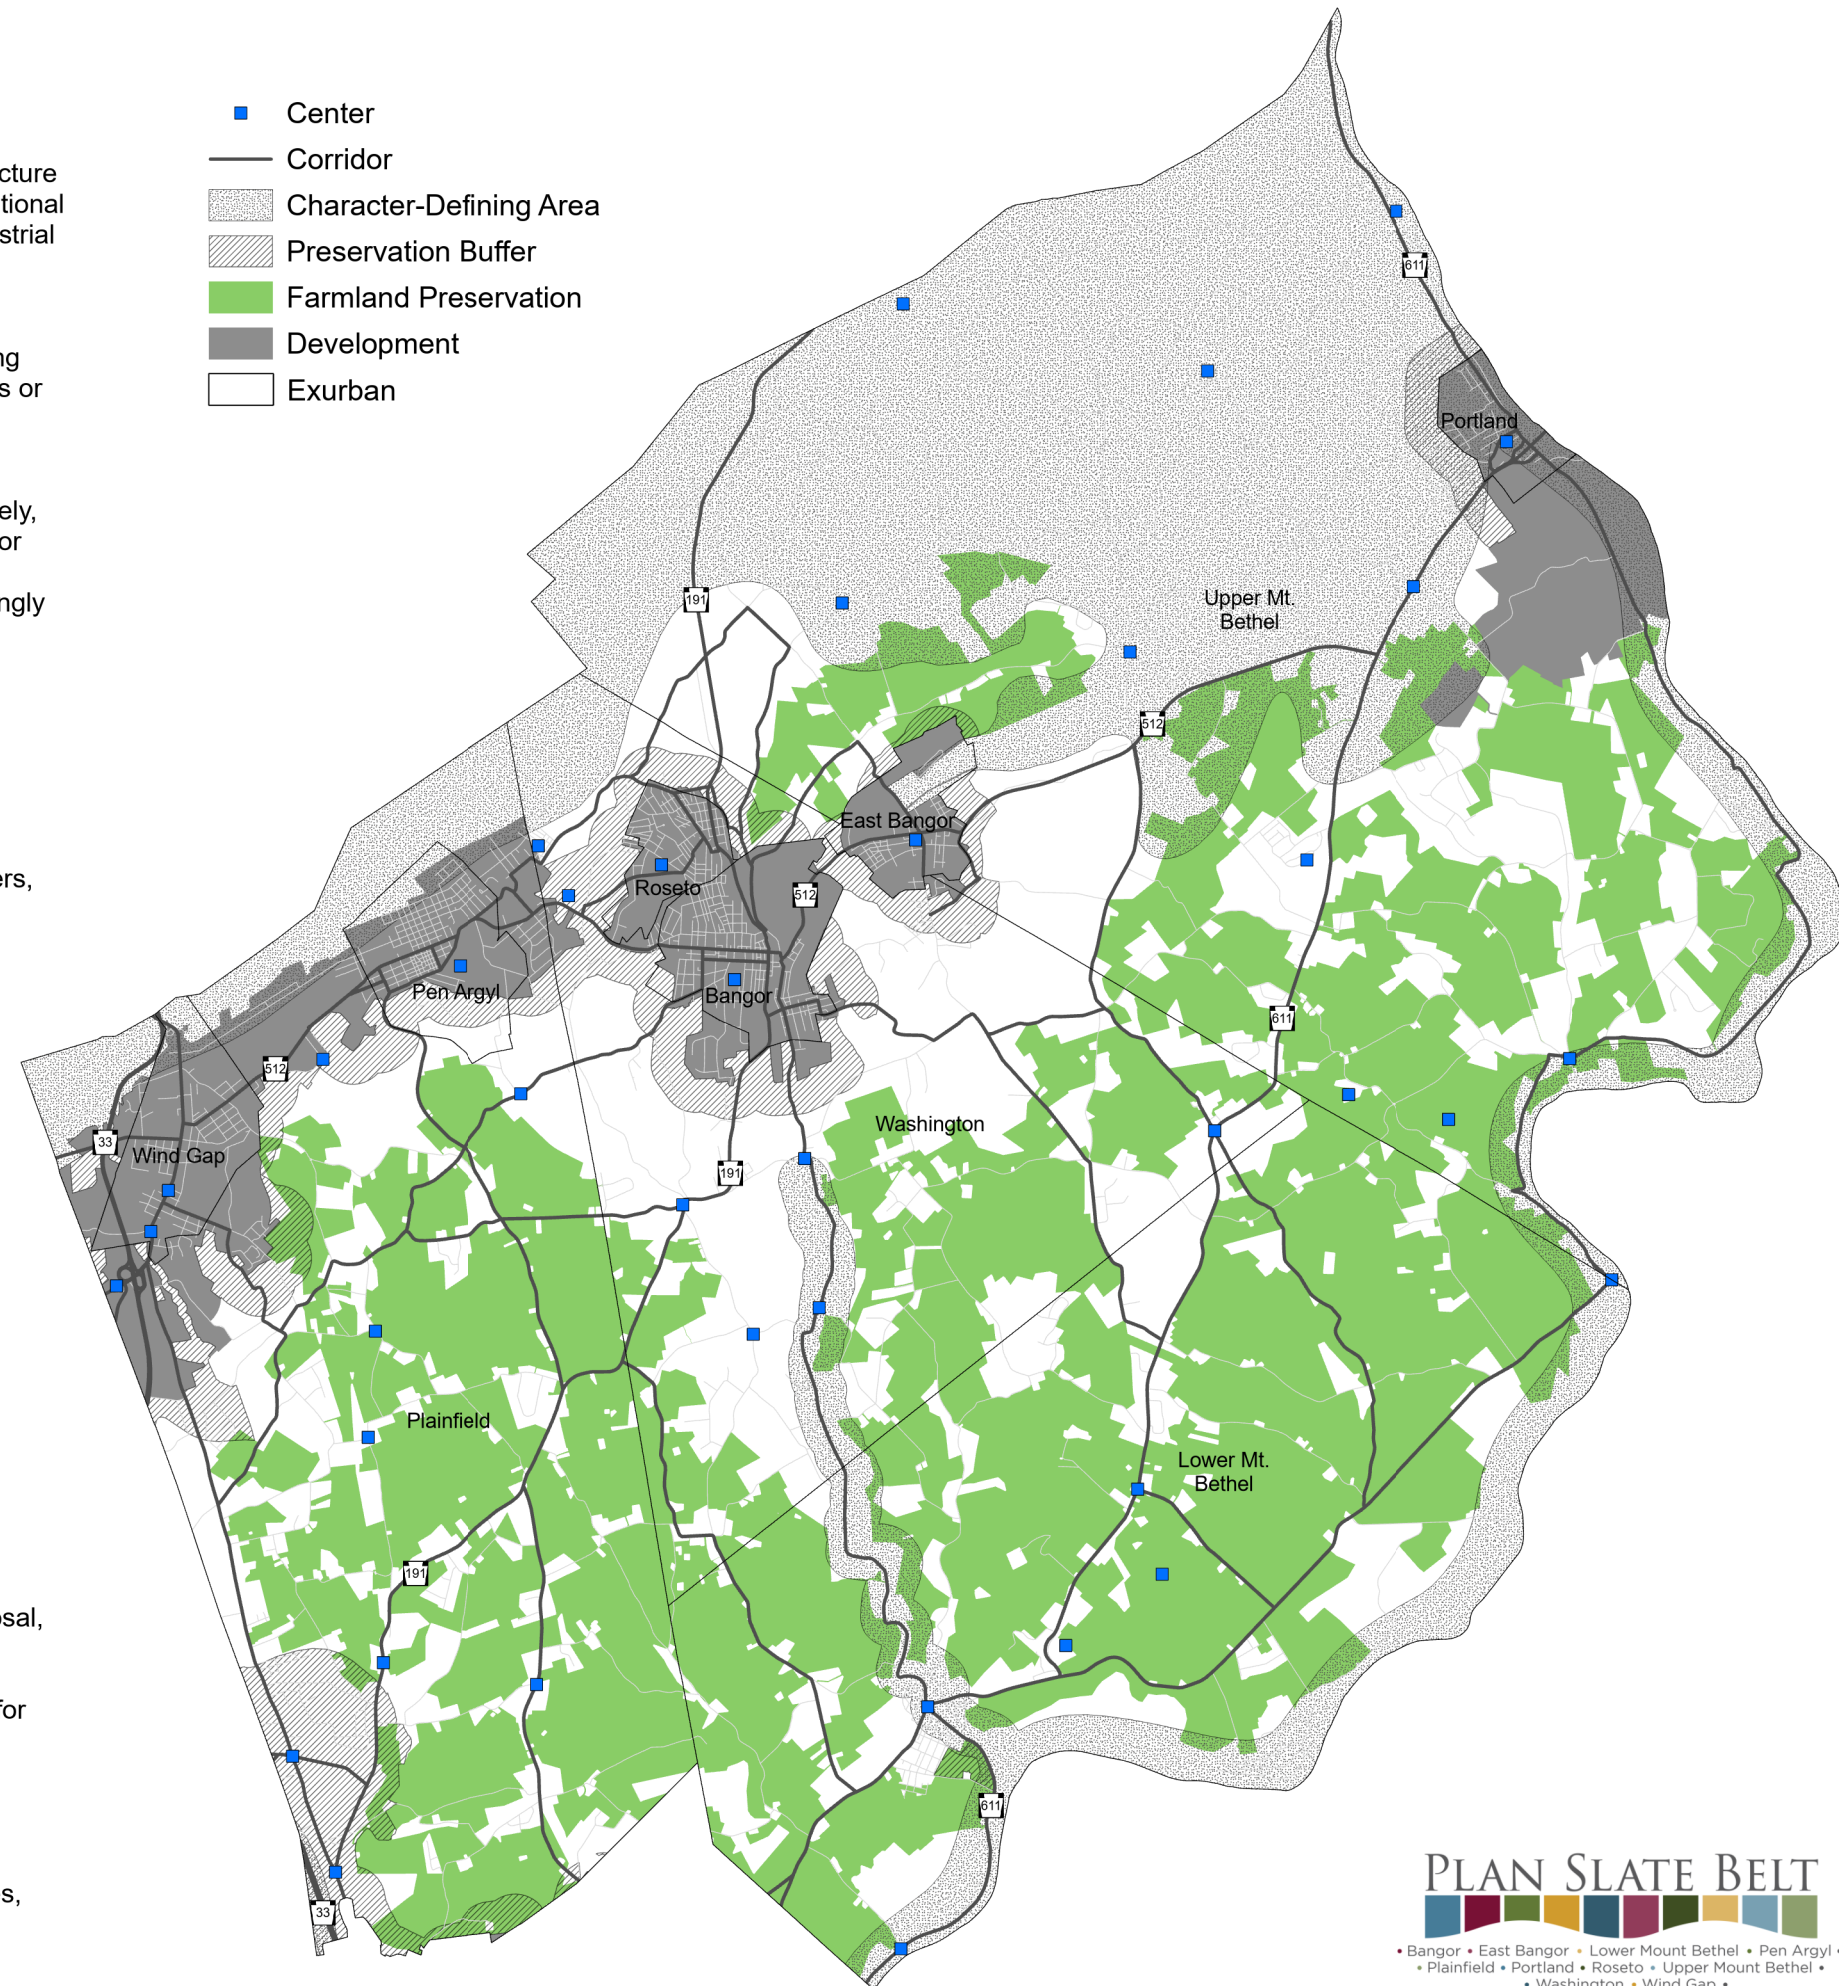 Center
Corridor
Character-Defining Area
Preservation Buffer
Farmland Preservation
Development
Exurban
cture
tional
strial
ng
s or
ely,
or
ngly
ers,
osal,
for
s,
611
Portland
191
Upper Mt.
Bethel
512
East Bangor
Roseto
512
Pen Argyl
Bangor
611
512
33
Wind Gap
Washington
191
Plainfield
Lower Mt.
Bethel
191
611
33
PLAN SLATE BELT
• Bangor • East Bangor • Lower Mount Bethel • Pen Argyl •
• Plainfield • Portland • Roseto • Upper Mount Bethel •
• Washington • Wind Gap •